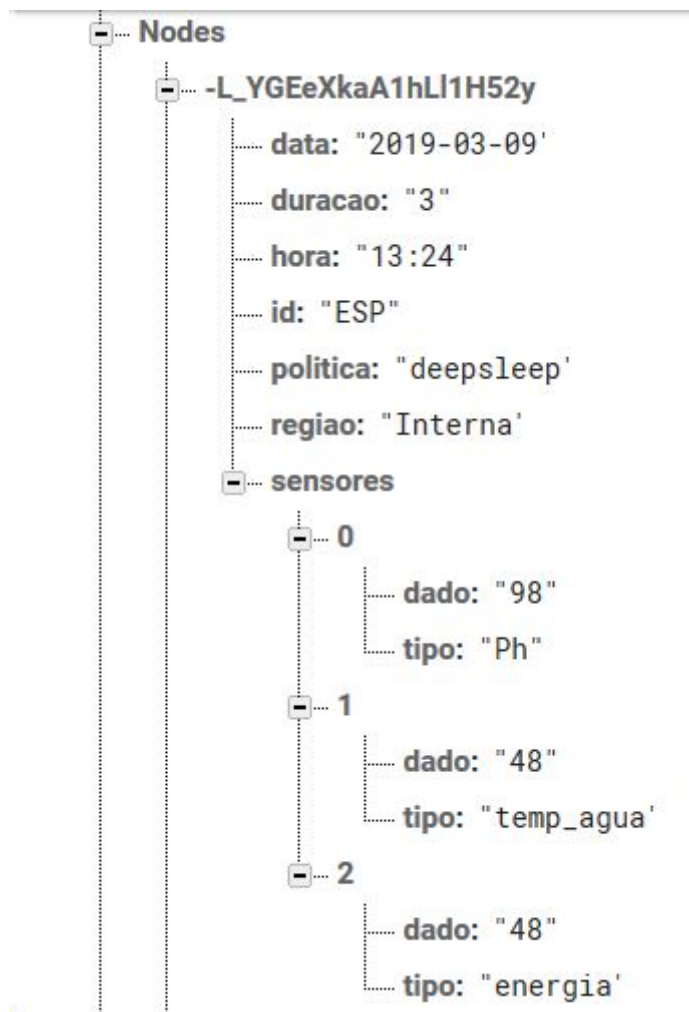 Nodes
-L_YGEeXkaA1hLl1H52y
data: "2019-03-09'
duracao: "3"
hora: "13:24"
id: "ESP"
politica: "deepsleep'
regiao: "Interna'
sensores
0
dado: "98"
tipo: "Ph"
1
dado: "48"
tipo: "temp_agua'
2
dado: "48"
tipo: "energia'